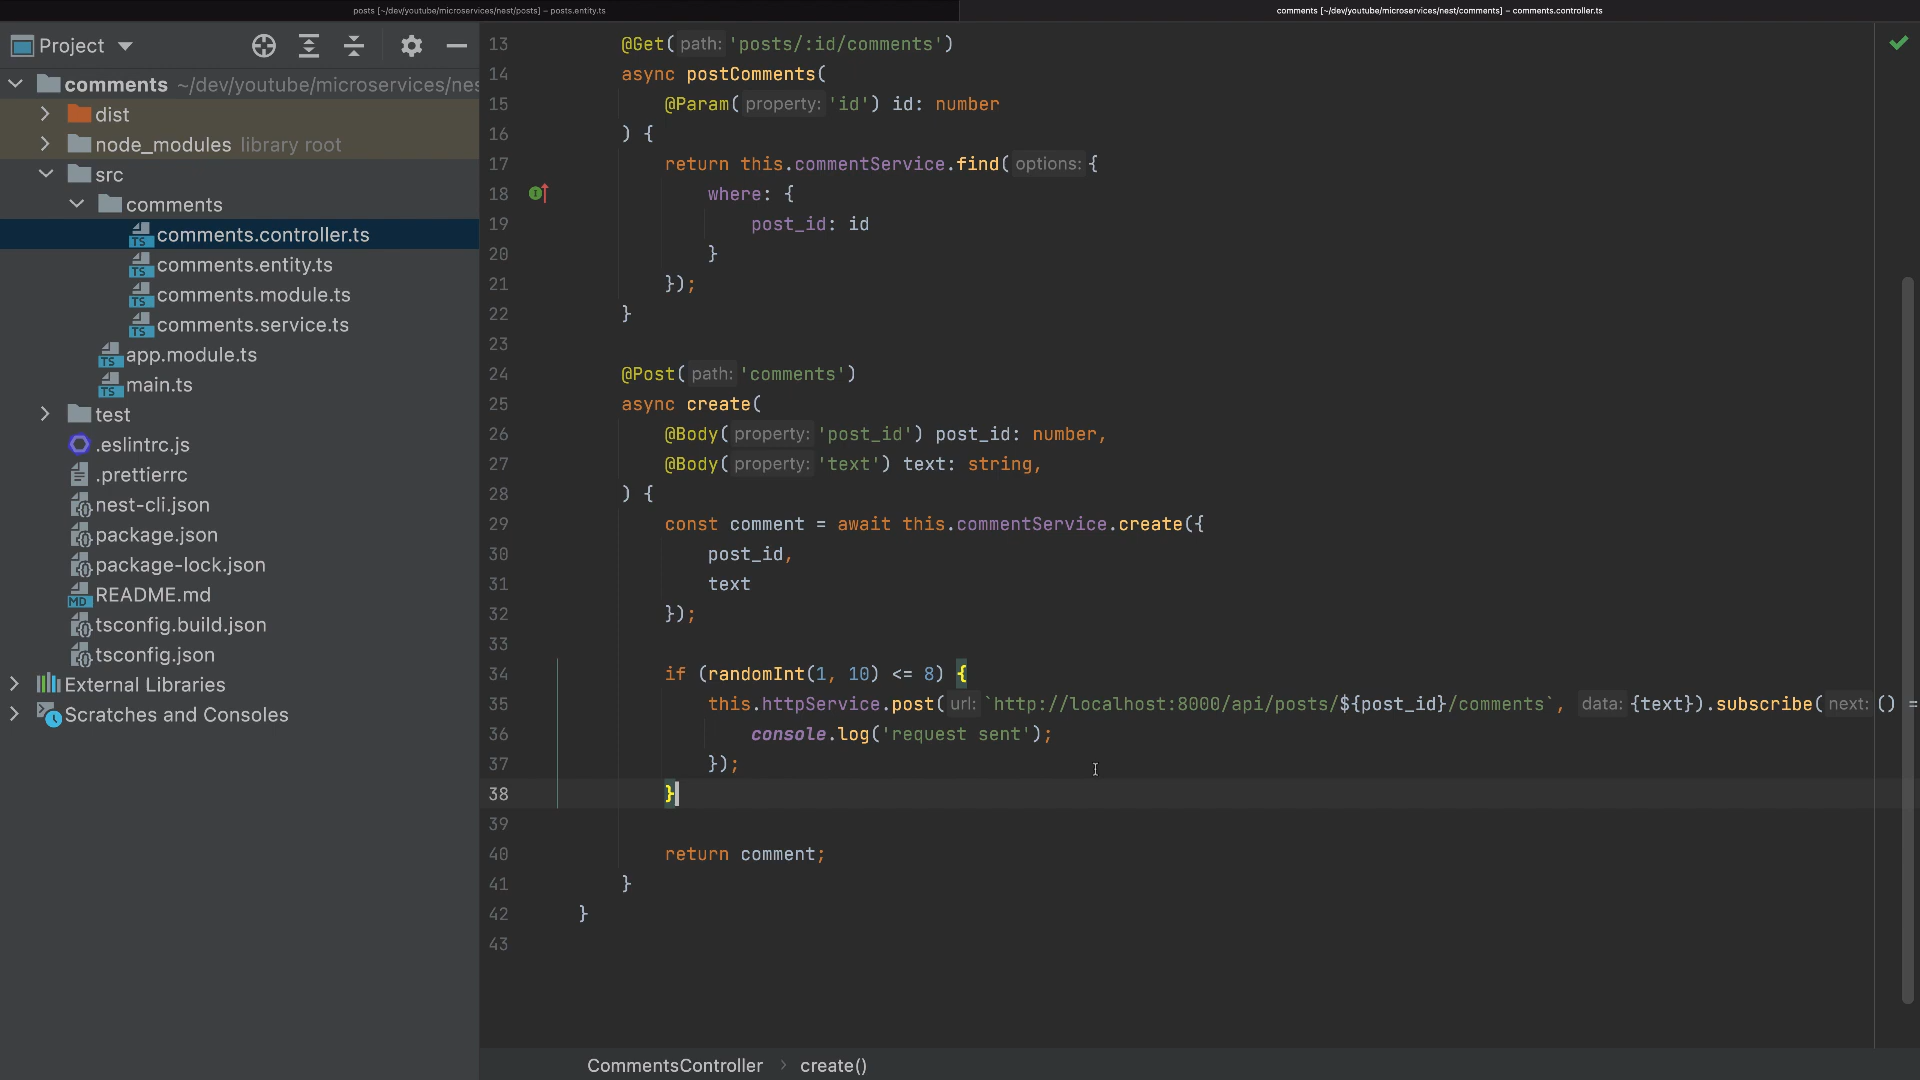 posts [~/dev/youtube/microservices/nest/posts] – posts.entity.ts
comments [~/dev/youtube/microservices/nest/comments] – comments.controller.ts
Project
comments ~/dev/youtube/microservices/nes
dist
node_modules library root
src
comments
comments.controller.ts
comments.entity.ts
comments.module.ts
comments.service.ts
app.module.ts
main.ts
test
.eslintrc.js
.prettierrc
nest-cli.json
package.json
package-lock.json
README.md
tsconfig.build.json
tsconfig.json
External Libraries
Scratches and Consoles
13 @Get( path: 'posts/:id/comments')
14 async postComments(
15 @Param( property: 'id') id: number
16 ) {
17 return this.commentService.find( options: {
18 where: {
19 post_id: id
20 }
21 });
22 }
23
24 @Post( path: 'comments')
25 async create(
26 @Body( property: 'post_id') post_id: number,
27 @Body( property: 'text') text: string,
28 ) {
29 const comment = await this.commentService.create({
30 post_id,
31 text
32 });
33
34 if (randomInt(1, 10) <= 8) {
35 this.httpService.post( url: `http://localhost:8000/api/posts/${post_id}/comments`, data: {text}).subscribe( next: () =
36 console.log('request sent');
37 });
38 }
39
40 return comment;
41 }
42 }
43
CommentsController > create()